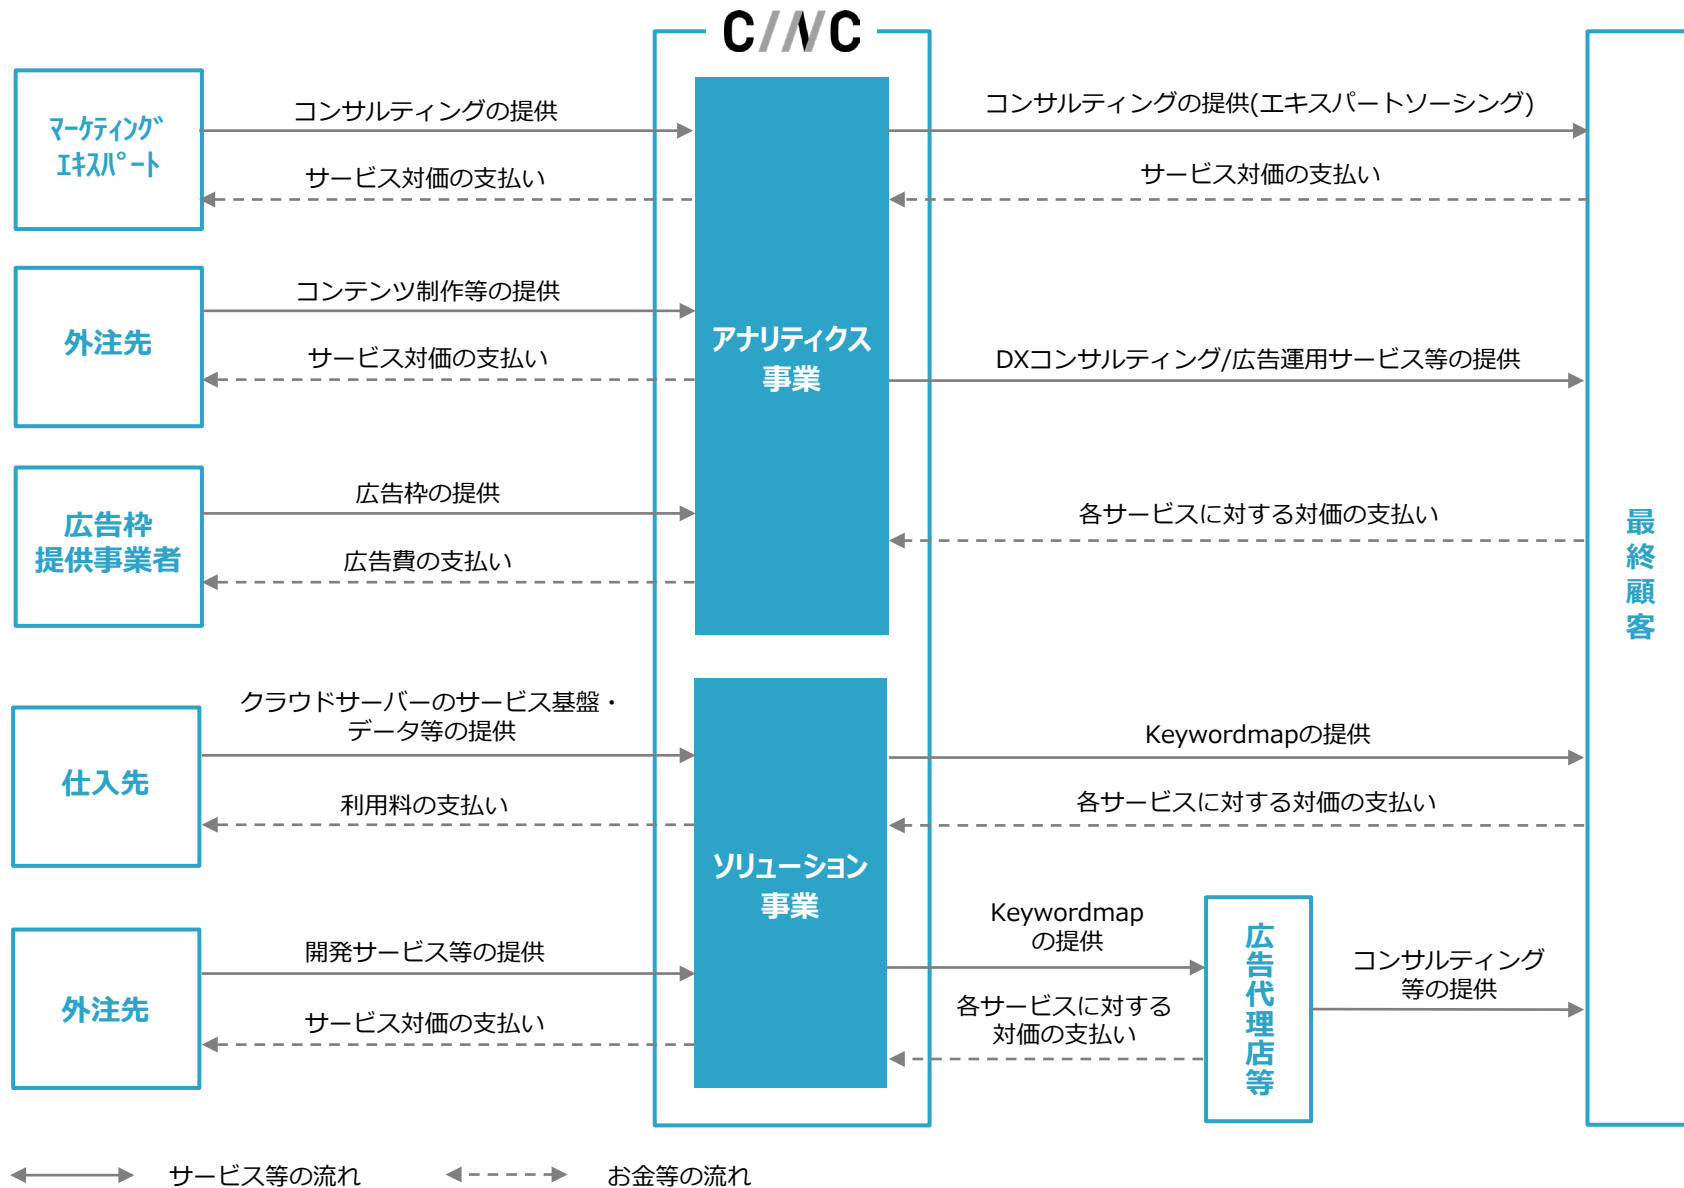 CINC
マーケティング
エキスパート
コンサルティングの提供
サービス対価の支払い
コンサルティングの提供(エキスパートソーシング)
サービス対価の支払い
外注先
コンテンツ制作等の提供
サービス対価の支払い
アナリティクス
事業
DXコンサルティング/広告運用サービス等の提供
広告枠
提供事業者
広告枠の提供
広告費の支払い
各サービスに対する対価の支払い
最終顧客
仕入先
クラウドサーバーのサービス基盤・
データ等の提供
利用料の支払い
ソリューション
事業
Keywordmapの提供
各サービスに対する対価の支払い
外注先
開発サービス等の提供
サービス対価の支払い
Keywordmap
の提供
各サービスに対する
対価の支払い
広告代理店等
コンサルティング
等の提供
サービス等の流れ
お金等の流れ